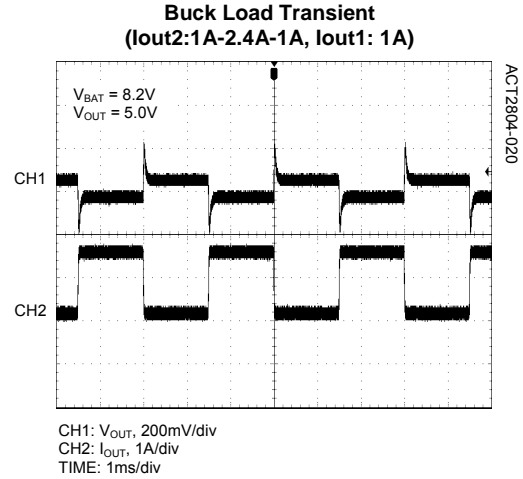 Buck Load Transient
(Iout2:1A-2.4A-1A, Iout1: 1A)
VBAT = 8.2V
VOUT = 5.0V
ACT2804-020
CH1
CH2
CH1: VOUT, 200mV/div
CH2: IOUT, 1A/div
TIME: 1ms/div